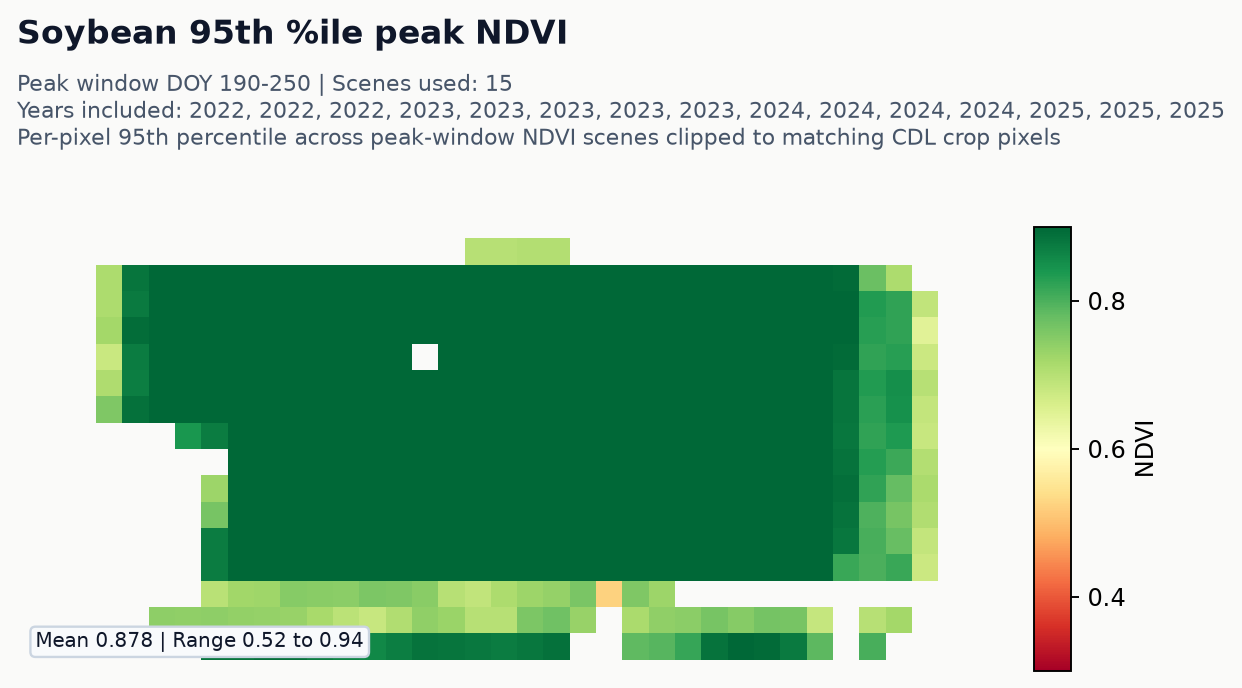 Soybean 95th %ile peak NDVI
Peak window DOY 190-250 | Scenes used: 15
Years included: 2022, 2022, 2022, 2023, 2023, 2023, 2023, 2023, 2024, 2024, 2024, 2024, 2025, 2025, 2025
Per-pixel 95th percentile across peak-window NDVI scenes clipped to matching CDL crop pixels
0.8
0.6
0.4
NDVI
Mean 0.878 | Range 0.52 to 0.94